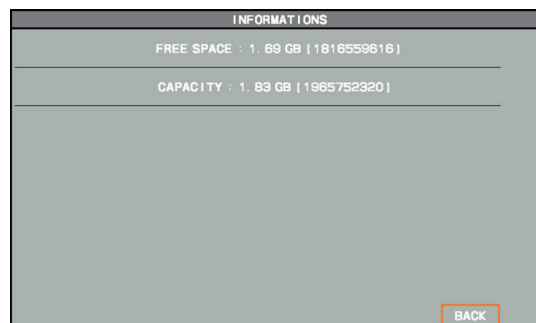 INFORMATIONS
FREE SPACE : 1. 69 GB [1816559616]
CAPACITY : 1. 83 GB [1965752320]
BACK